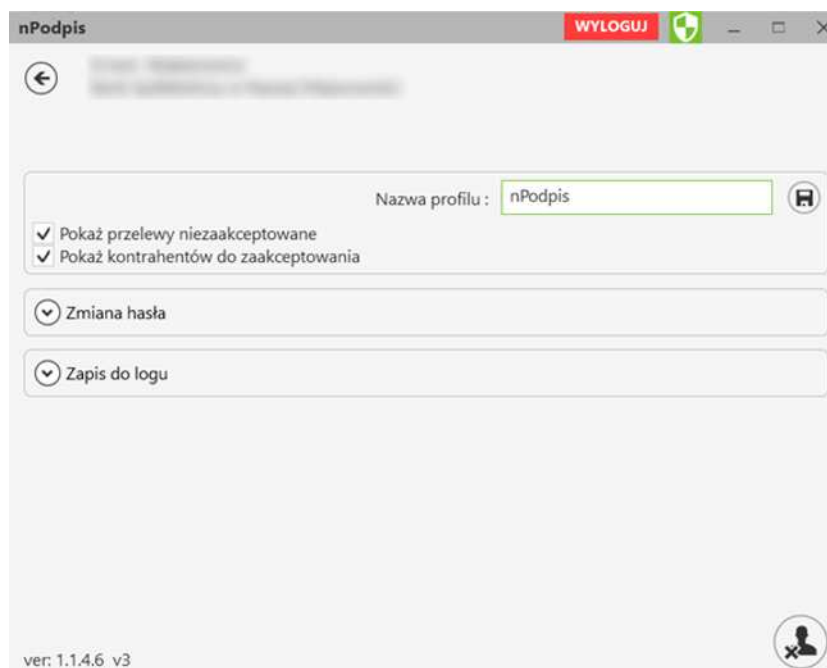 nPodpis
WYLOGUJ
Nazwa profilu :
nPodpis
Pokaż przelewy niezaakceptowane
Pokaż kontrahentów do zaakceptowania
Zmiana hasła
Zapis do logu
ver: 1.1.4.6 v3